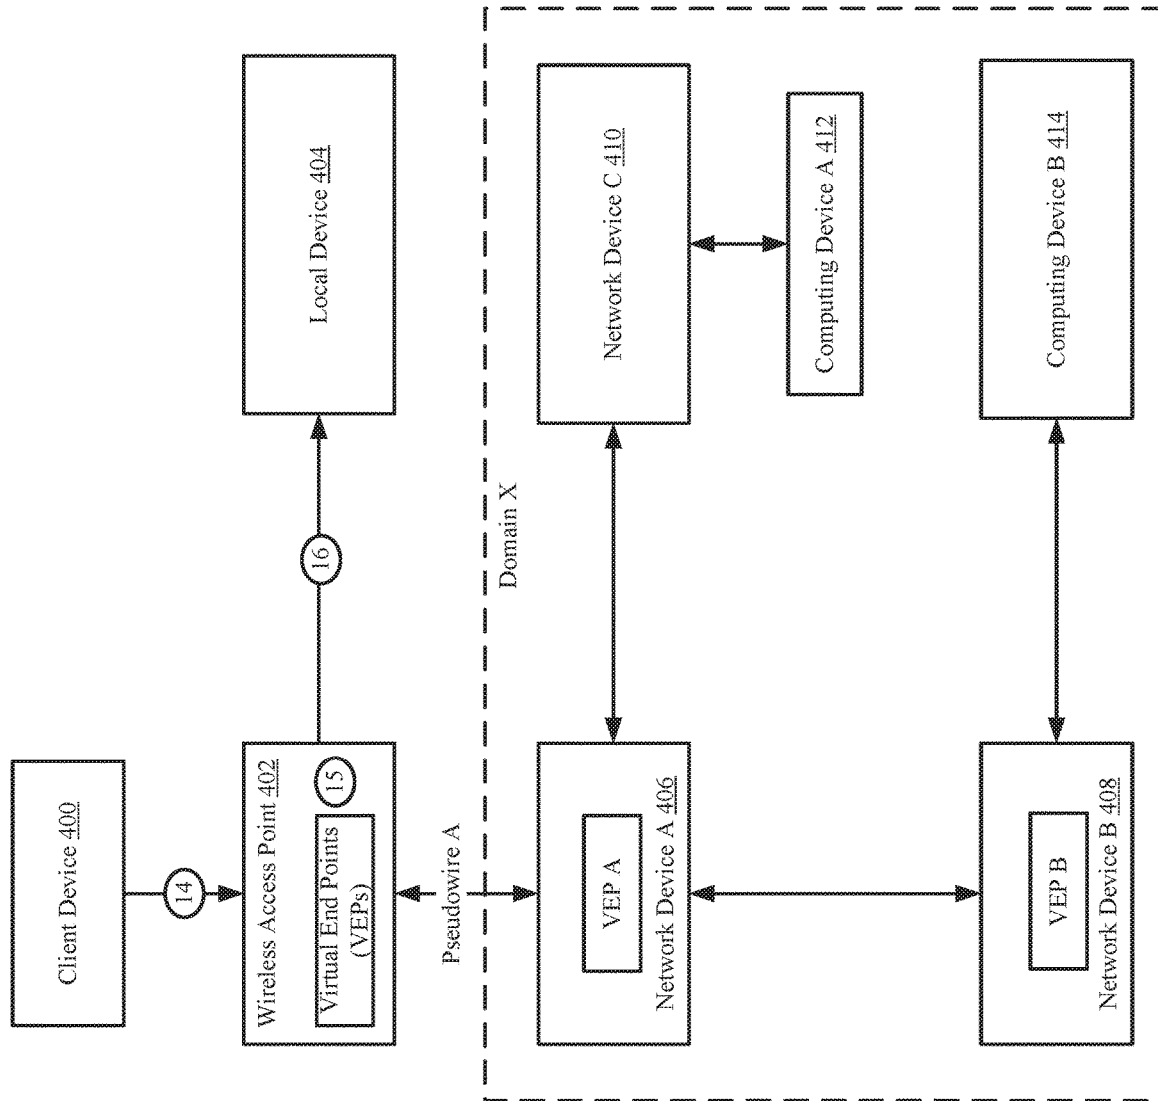 Client Device 400
14
Wireless Access Point 402
15
Virtual End Points
(VEPs)
16
Local Device 404
Pseudowire A
Domain X
VEP A
Network Device A 406
Network Device C 410
Computing Device A 412
VEP B
Network Device B 408
Computing Device B 414